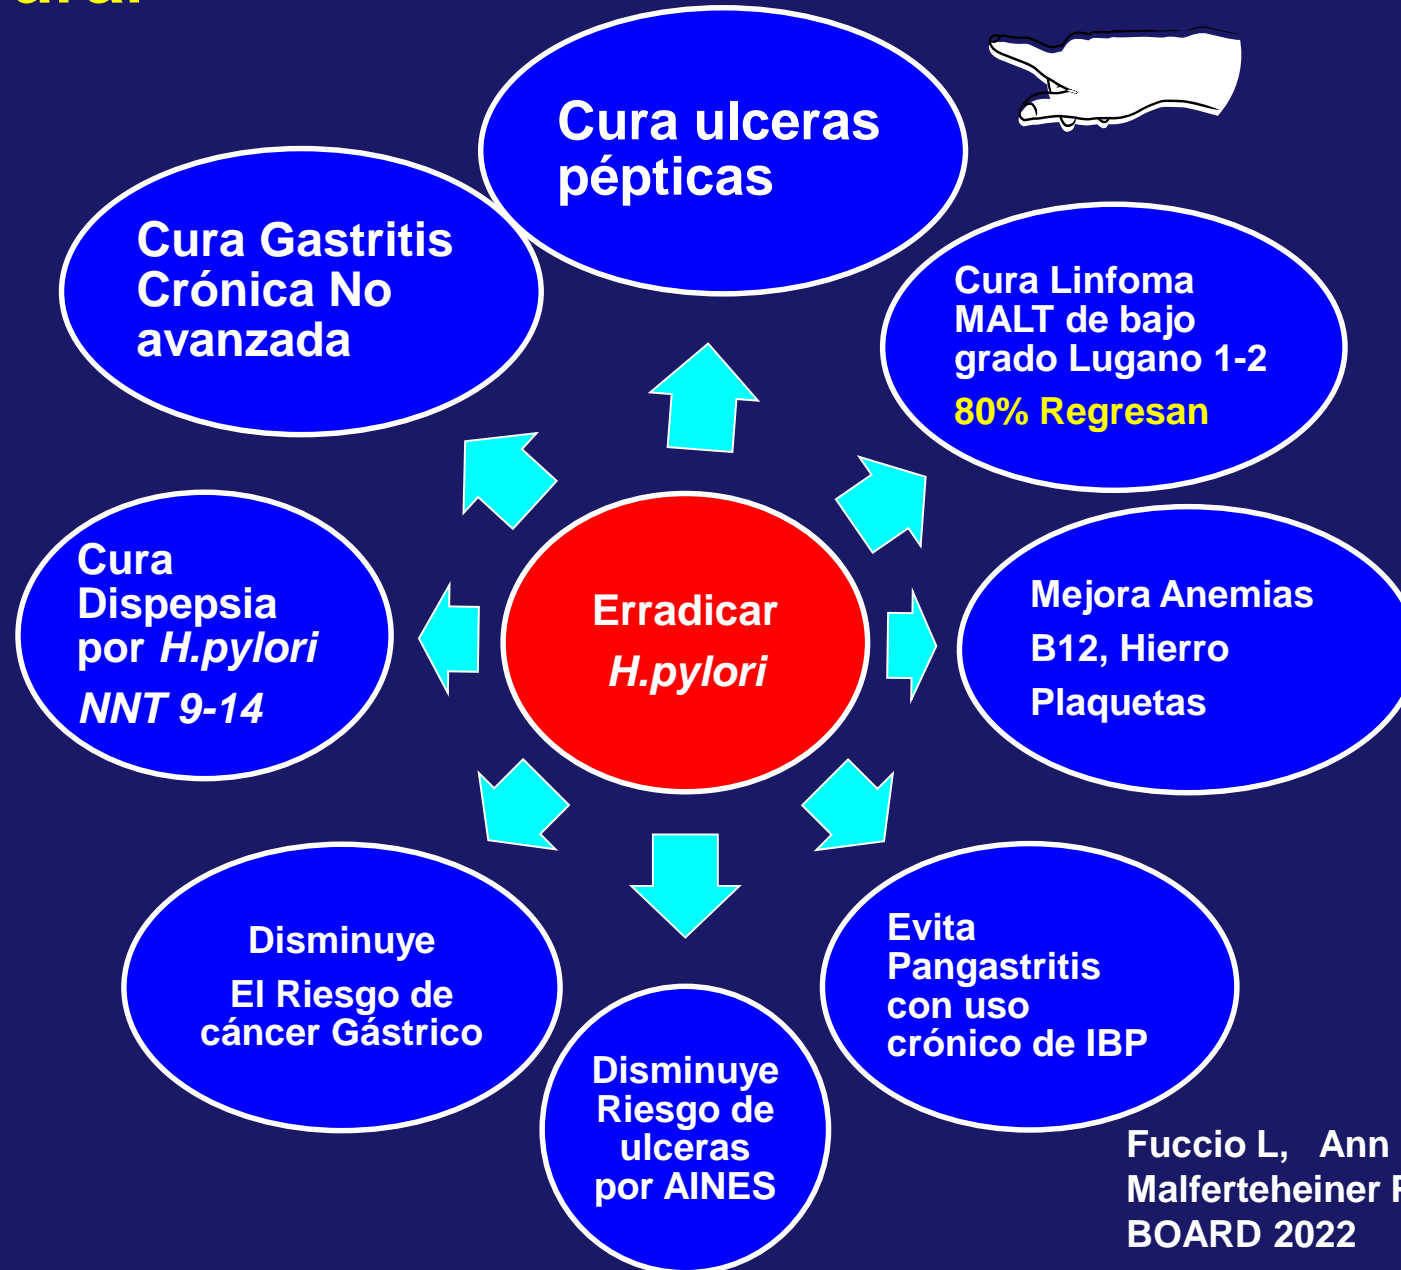 Cura ulceras
pépticas
Cura Gastritis
Crónica No
avanzada
Cura Linfoma
MALT de bajo
grado Lugano 1-2
80% Regresan
Cura
Dispepsia
por H.pylori
NNT 9-14
Erradicar
H.pylori
Mejora Anemias
B12, Hierro
Plaquetas
Disminuye
El Riesgo de
cáncer Gástrico
Disminuye
Riesgo de
ulceras
por AINES
Evita
Pangastritis
con uso
crónico de IBP
Fuccio L, Ann
Malferteheiner
BOARD 2022